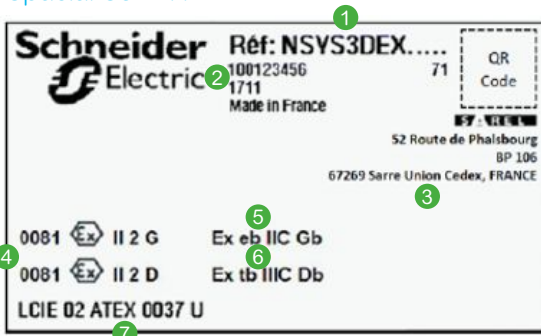 1
Schneider Electric
Réf: NSYS3DEX.....
2
100123456 71
1711
Made in France
QR
Code
52 Route de Phalsbourg
BP 106
67269 Sarre Union Cedex, FRANCE
3
5
0081 Ex II 2 G Ex eb IIC Gb
4
6
0081 Ex II 2 D Ex tb IIIC Db
LCIE 02 ATEX 0037 U
7